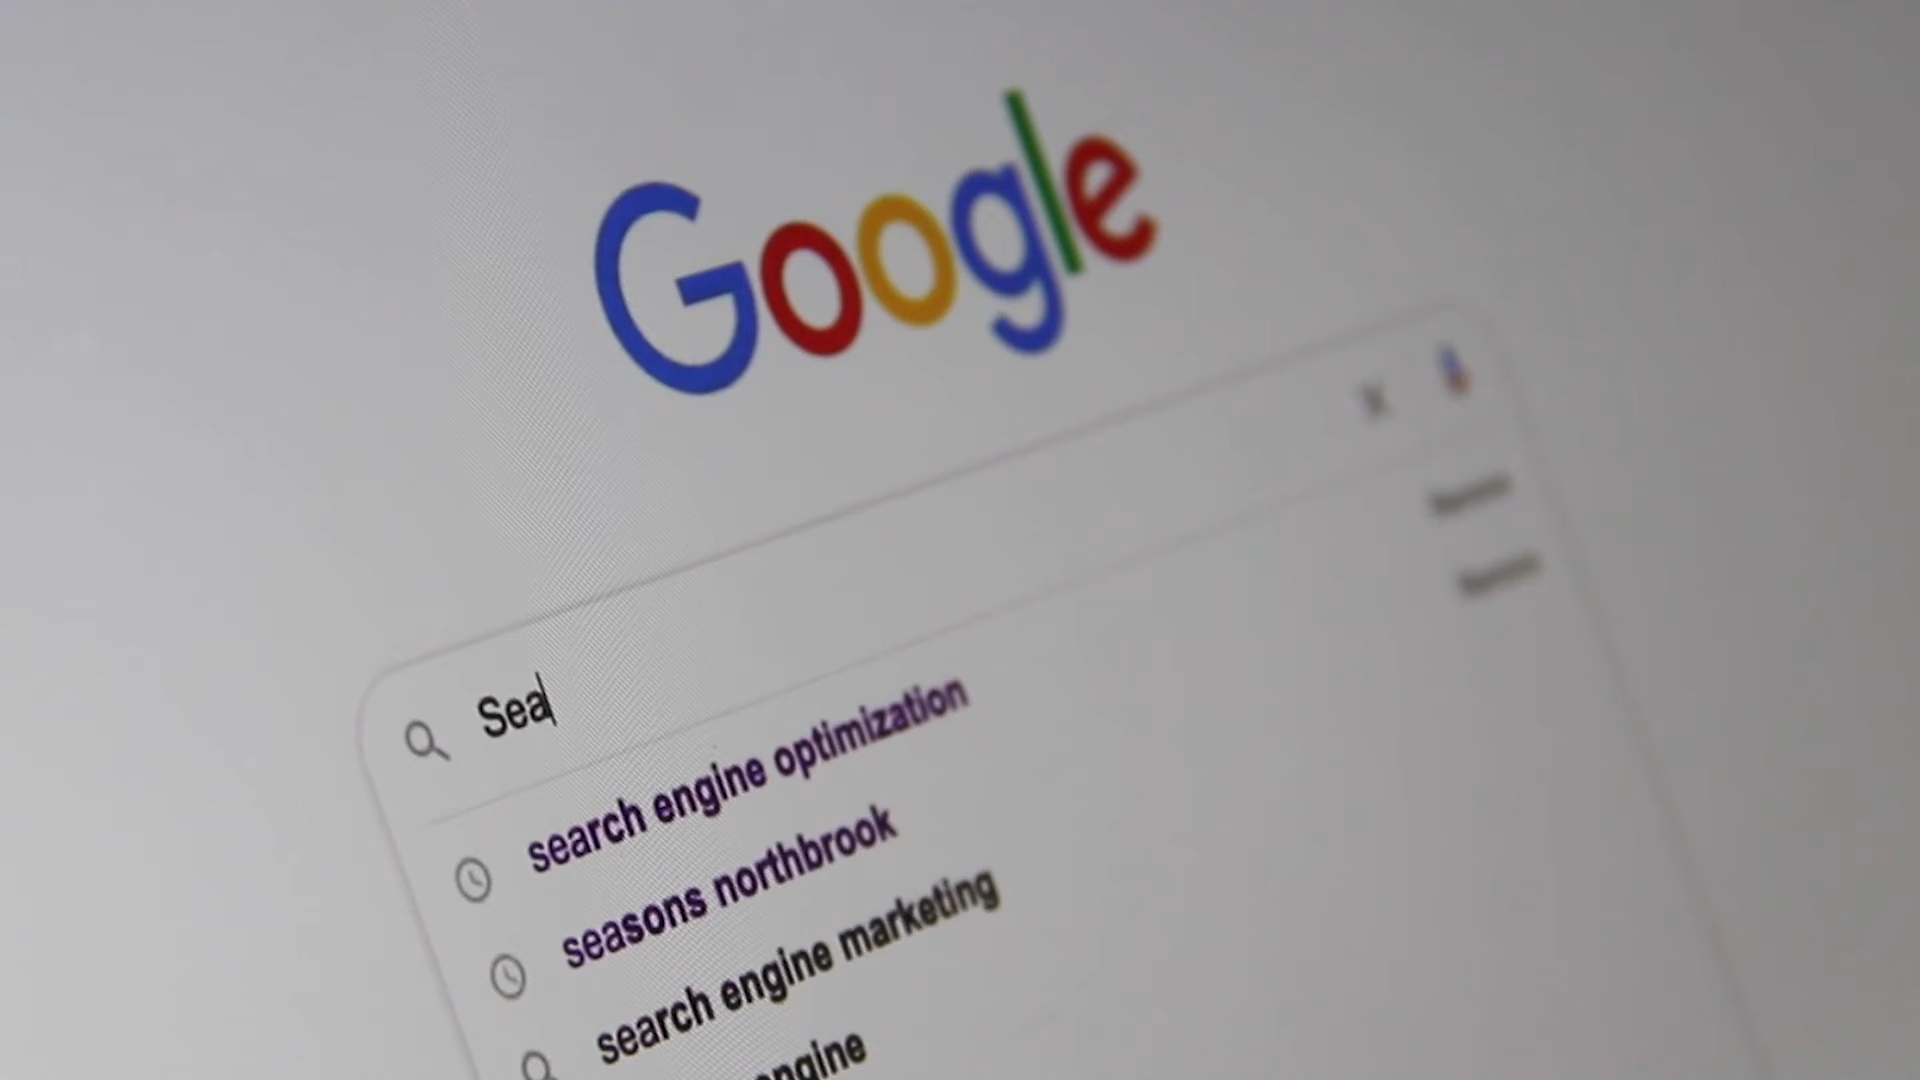 Google
Sea
search engine optimization
seasons northbrook
search engine marketing
engine